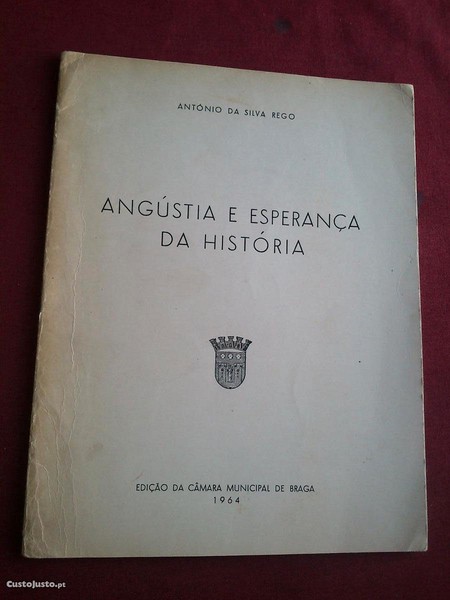 ANTÓNIO DA SILVA REGO
ANGÚSTIA E ESPERANÇA
DA HISTÓRIA
EDIÇÃO DA CÂMARA MUNICIPAL DE BRAGA
1964
CustoJusto.pt